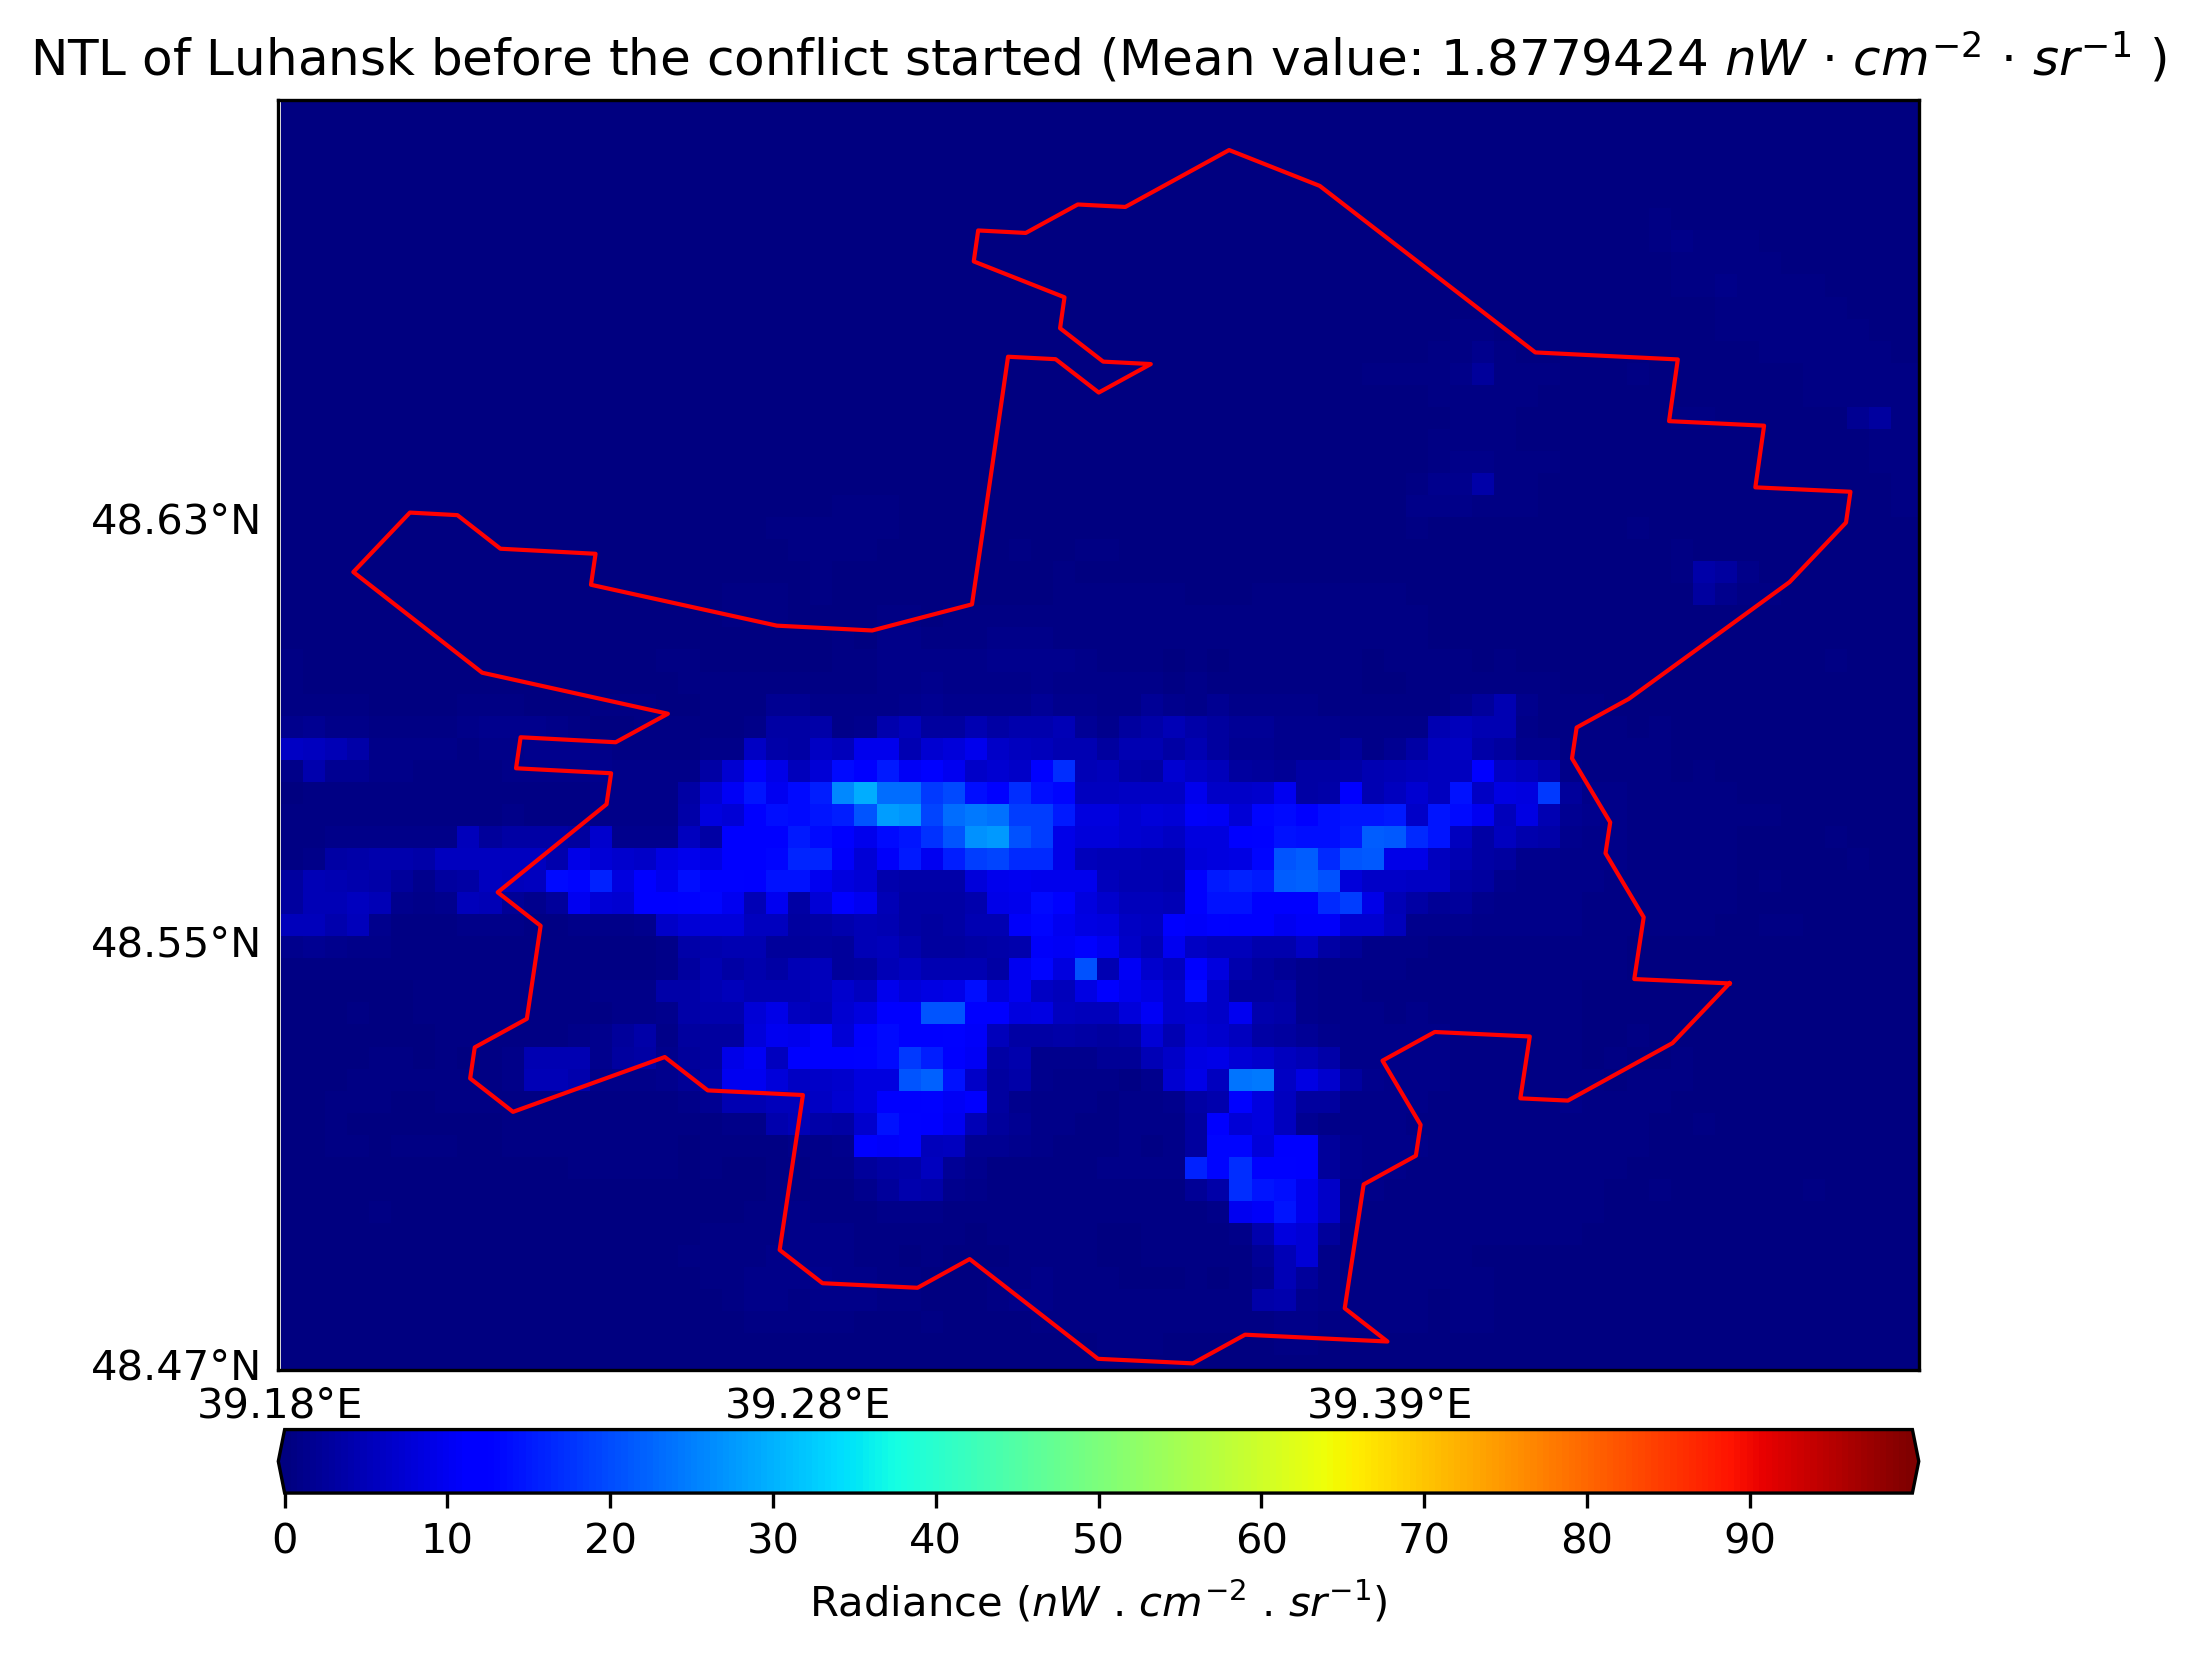 NTL of Luhansk before the conflict started (Mean value: 1.8779424 nW · cm⁻² · sr⁻¹ )
48.63°N
48.55°N
48.47°N
39.18°E 39.28°E 39.39°E
0 10 20 30 40 50 60 70 80 90
Radiance (nW . cm⁻² . sr⁻¹)